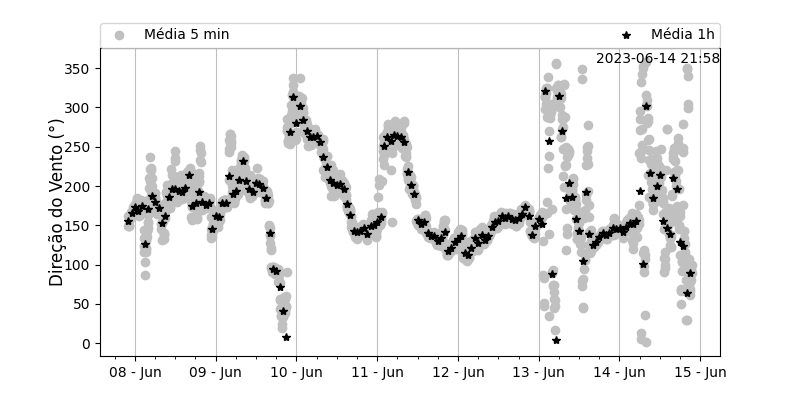 Média 5 min
Média 1h
2023-06-14 21:58
Direção do Vento (°)
350
300
250
200
150
100
50
0
08 - Jun
09 - Jun
10 - Jun
11 - Jun
12 - Jun
13 - Jun
14 - Jun
15 - Jun